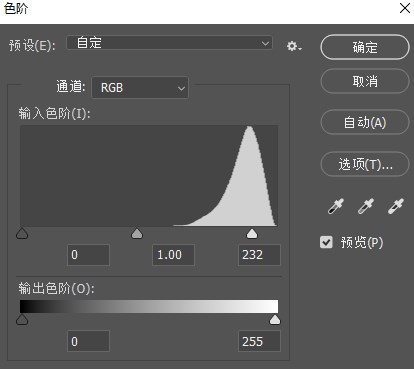 色阶
预设(E): 自定
确定
取消
自动(A)
选项(T)...
预览(P)
通道: RGB
输入色阶(I):
0 1.00 232
输出色阶(O):
0 255